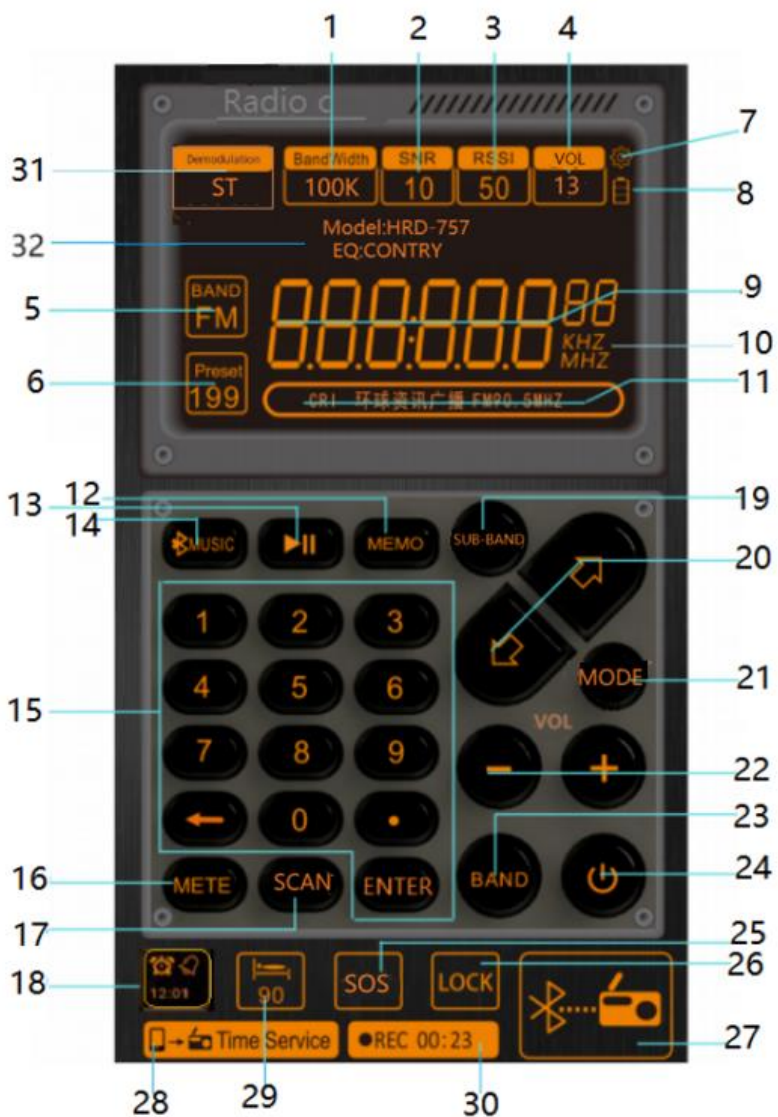 1 2 3 4
Radio c
7
Demodulation BandWidth SNR RSSI VOL
31
ST 100K 10 50 13
8
Model:HRD-757
32
EQ:CONTRY
BAND
5
FM
888:888 88
9
KHZ
10
MHZ
Preset
6
199
CRI 环球资讯广播 FM90.5MHZ
11
12
13
14
MUSIC MEMO SUB-BAND
19
20
1 2 3
4 5 6
MODE
21
15
VOL
7 8 9
- +
22
0 .
23
16
METE SCAN ENTER BAND
24
17
25
26
18
12:01
90
SOS LOCK
27
Time Service
REC 00:23
28 29 30